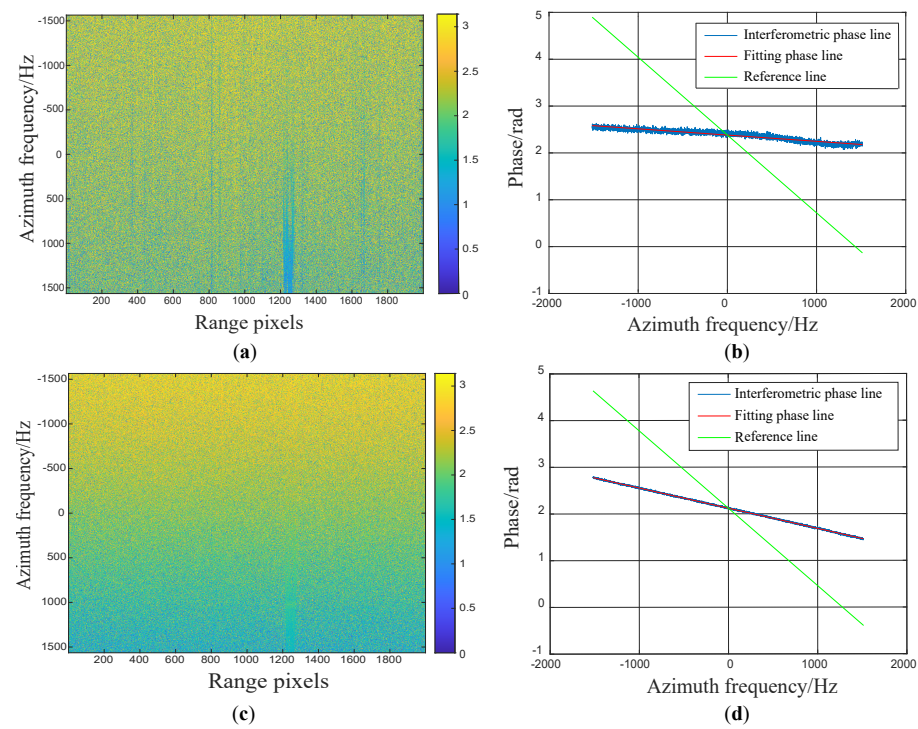 -1500
-1000
-500
0
500
1000
1500
200 400 600 800 1000 1200 1400 1600 1800
Azimuth frequency/Hz
Range pixels
3
2.5
2
1.5
1
0.5
0
(a)
5
4
3
2
1
0
-1
-2000 -1000 0 1000 2000
Phase/rad
Azimuth frequency/Hz
Interferometric phase line
Fitting phase line
Reference line
(b)
-1500
-1000
-500
0
500
1000
1500
200 400 600 800 1000 1200 1400 1600 1800
Azimuth frequency/Hz
Range pixels
3
2.5
2
1.5
1
0.5
0
(c)
5
4
3
2
1
0
-1
-2000 -1000 0 1000 2000
Phase/rad
Azimuth frequency/Hz
Interferometric phase line
Fitting phase line
Reference line
(d)